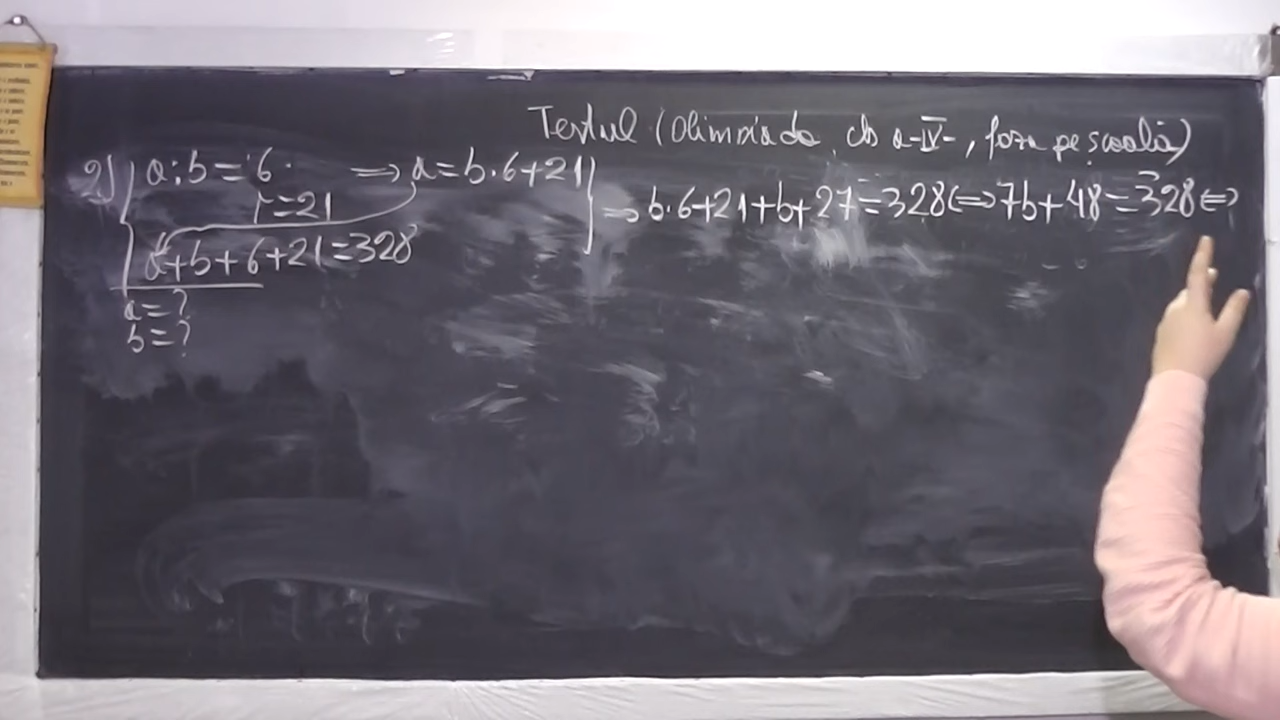 Testul (Olimpiada, cls a-IV-, faza pe școală)
2) a:b=6 ⟹ a=b·6+21
r=21
a+b+6+21=328
⟹ b·6+21+b+27=328 ⟺ 7b+48=328 ⟺
a=?
b=?